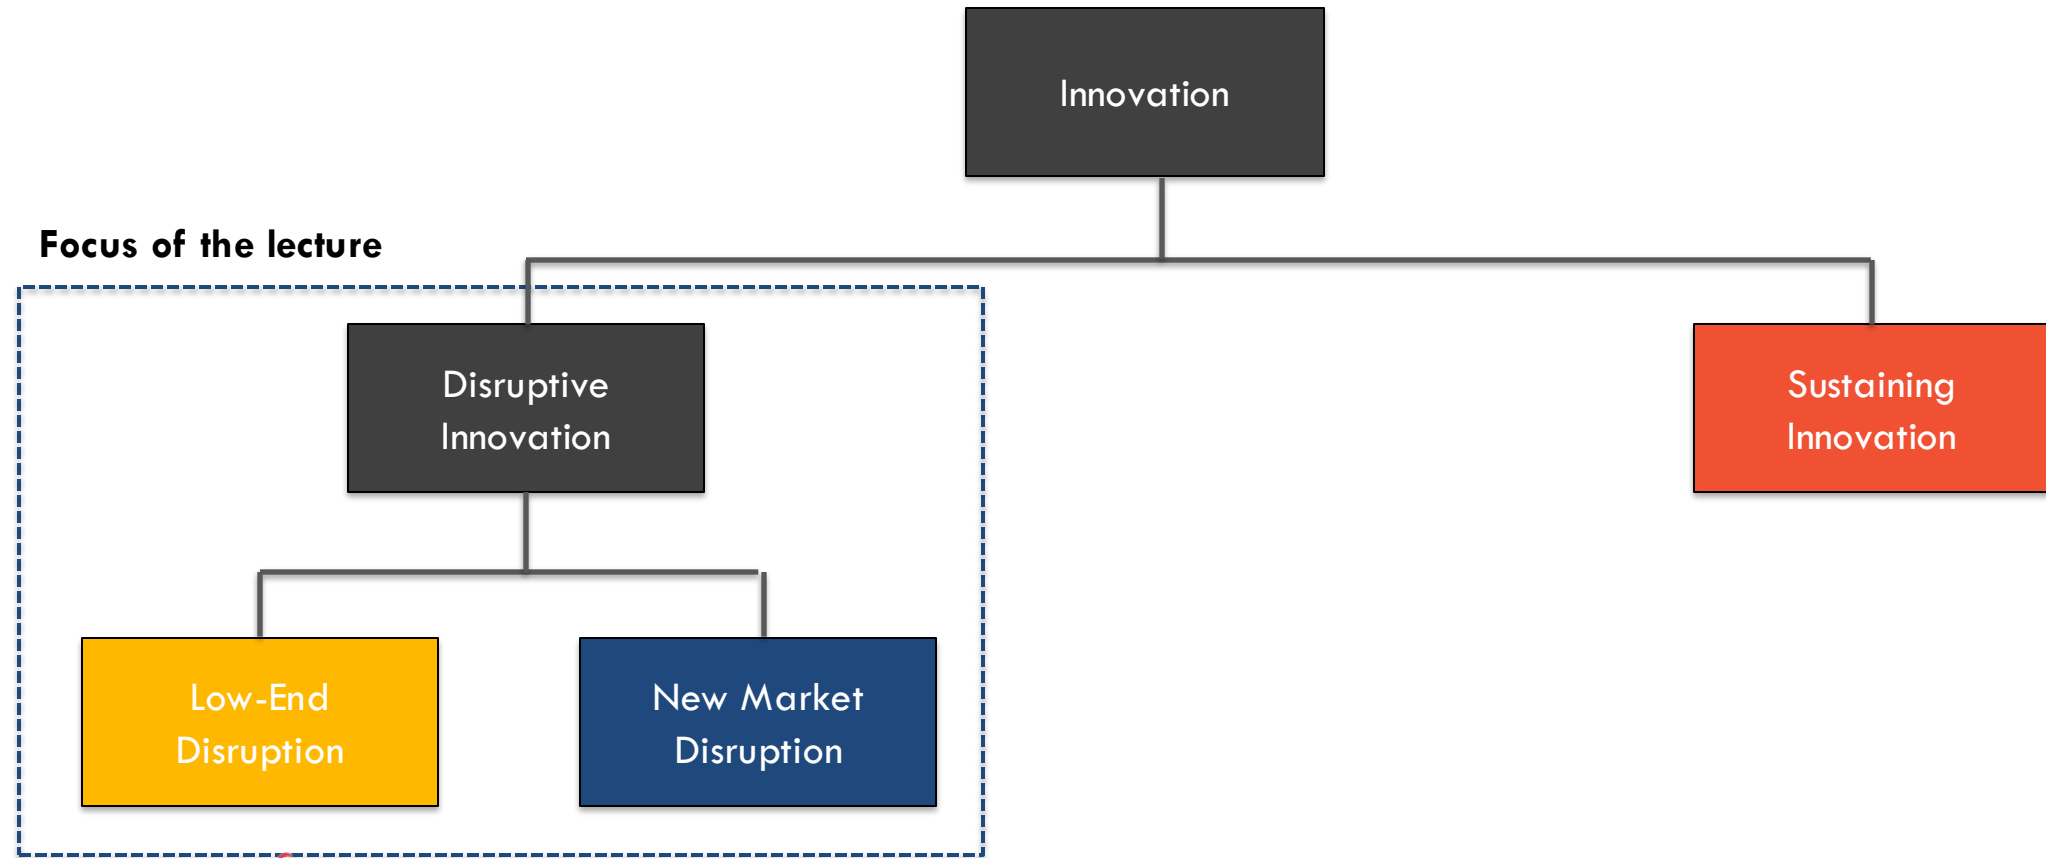 Innovation
Focus of the lecture
Disruptive
Innovation
Sustaining
Innovation
Low-End
Disruption
New Market
Disruption